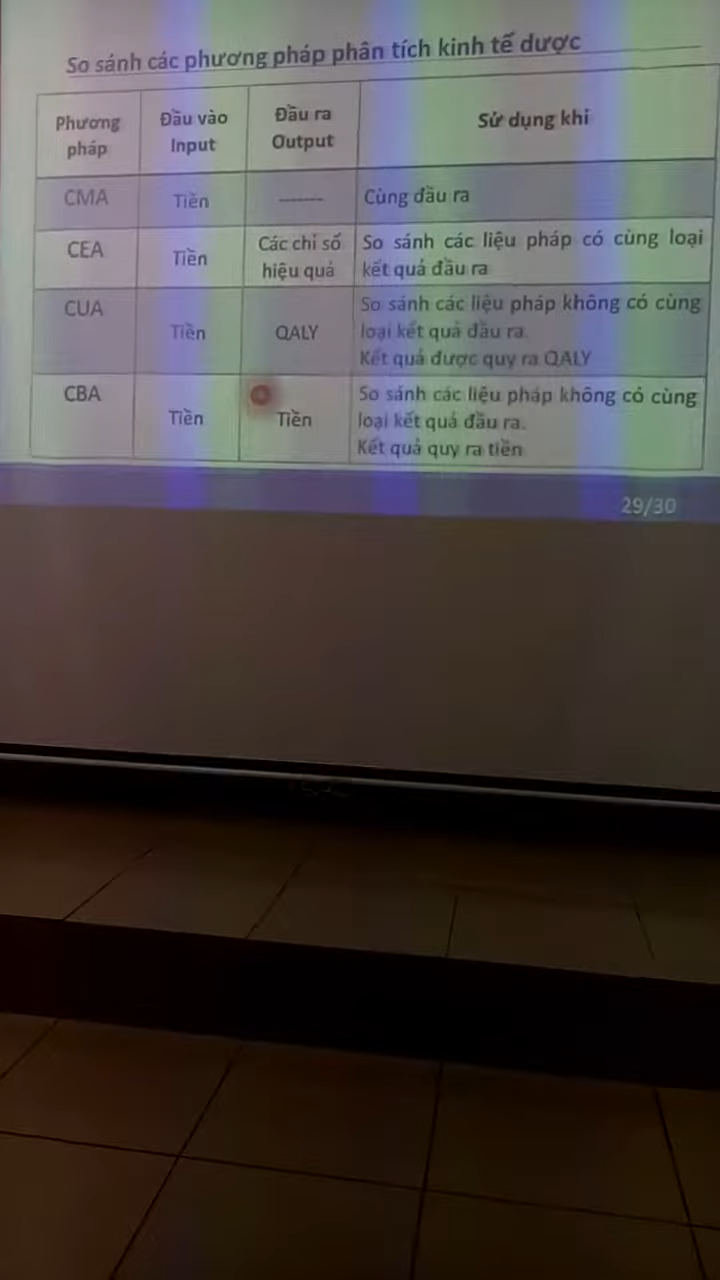 So sánh các phương pháp phân tích kinh tế dược
Phương pháp
Đầu vào Input
Đầu ra Output
Sử dụng khi
CMA
Tiền
-------
Cùng đầu ra
CEA
Tiền
Các chỉ số hiệu quả
So sánh các liệu pháp có cùng loại
kết quả đầu ra
CUA
Tiền
QALY
So sánh các liệu pháp không có cùng
loại kết quả đầu ra.
Kết quả được quy ra QALY
CBA
Tiền
Tiền
So sánh các liệu pháp không có cùng
loại kết quả đầu ra.
Kết quả quy ra tiền
29/30